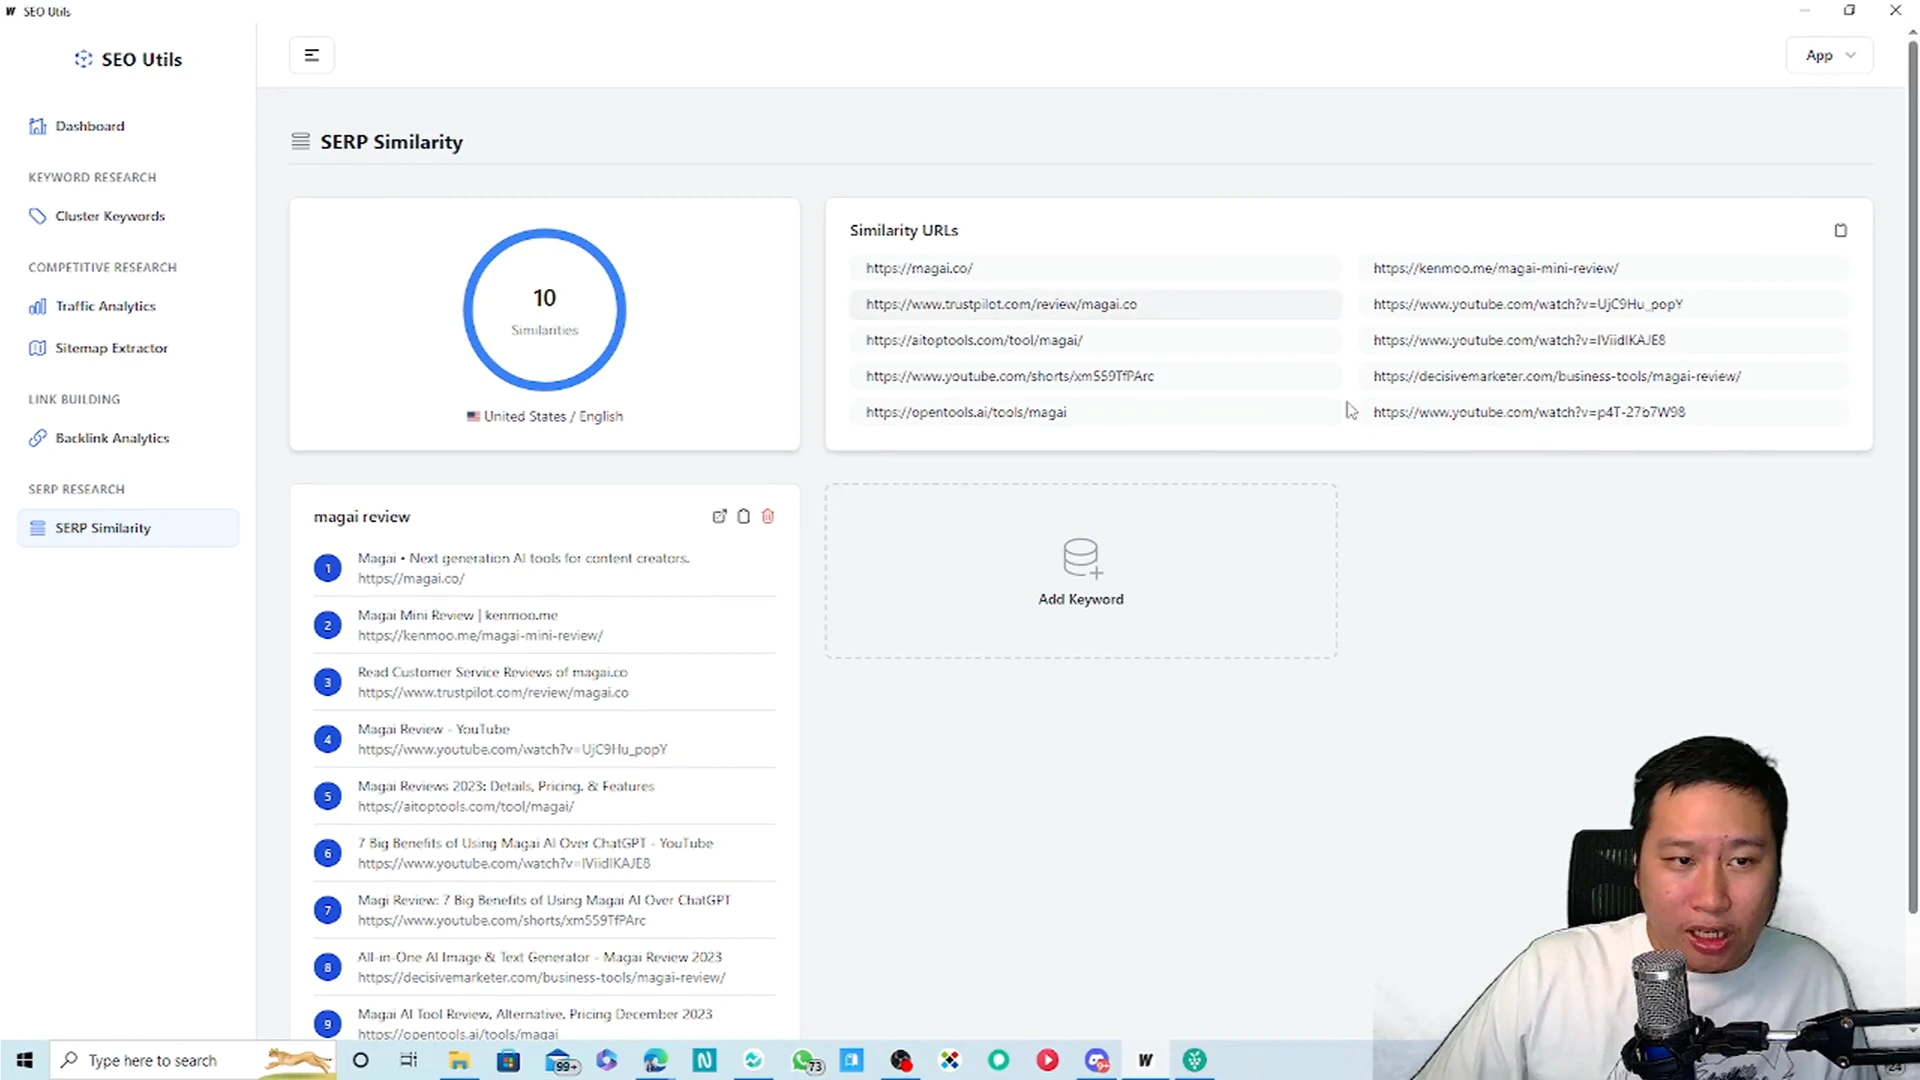 SEO Utils
SEO Utils
App
Dashboard
KEYWORD RESEARCH
Cluster Keywords
COMPETITIVE RESEARCH
Traffic Analytics
Sitemap Extractor
LINK BUILDING
Backlink Analytics
SERP RESEARCH
SERP Similarity
SERP Similarity
10
Similarities
United States / English
Similarity URLs
https://magai.co/
https://kenmoo.me/magai-mini-review/
https://www.trustpilot.com/review/magai.co
https://www.youtube.com/watch?v=UjC9Hu_popY
https://aitoptools.com/tool/magai/
https://www.youtube.com/watch?v=IViidIKAJE8
https://www.youtube.com/shorts/xm559TfPArc
https://decisivemarketer.com/business-tools/magai-review/
https://opentools.ai/tools/magai
https://www.youtube.com/watch?v=p4T-27b7W98
magai review
1
Magai • Next generation AI tools for content creators.
https://magai.co/
2
Magai Mini Review | kenmoo.me
https://kenmoo.me/magai-mini-review/
3
Read Customer Service Reviews of magai.co
https://www.trustpilot.com/review/magai.co
4
Magai Review - YouTube
https://www.youtube.com/watch?v=UjC9Hu_popY
5
Magai Reviews 2023: Details, Pricing, & Features
https://aitoptools.com/tool/magai/
6
7 Big Benefits of Using Magai AI Over ChatGPT - YouTube
https://www.youtube.com/watch?v=IViidIKAJE8
7
Magi Review: 7 Big Benefits of Using Magai AI Over ChatGPT
https://www.youtube.com/shorts/xm559TfPArc
8
All-in-One AI Image & Text Generator - Magai Review 2023
https://decisivemarketer.com/business-tools/magai-review/
9
Magai AI Tool Review, Alternative, Pricing December 2023
https://opentools.ai/tools/magai
Add Keyword
Type here to search
99+
73
24